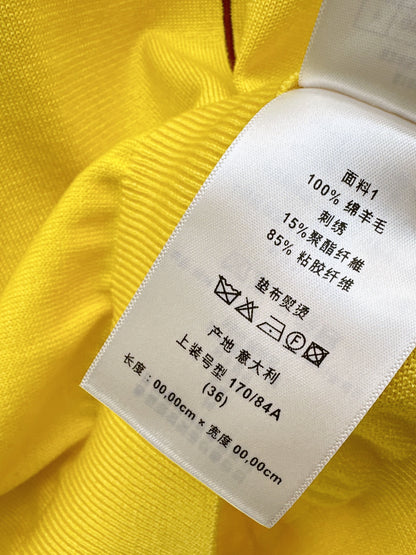 面料1
100% 绵羊毛
刺绣
15%聚酯纤維
85% 粘胶纤维
垫布熨烫
产地 意大利
上装号型 170/84A
(36)
长度：00,00cm × 宽度 00,00cm